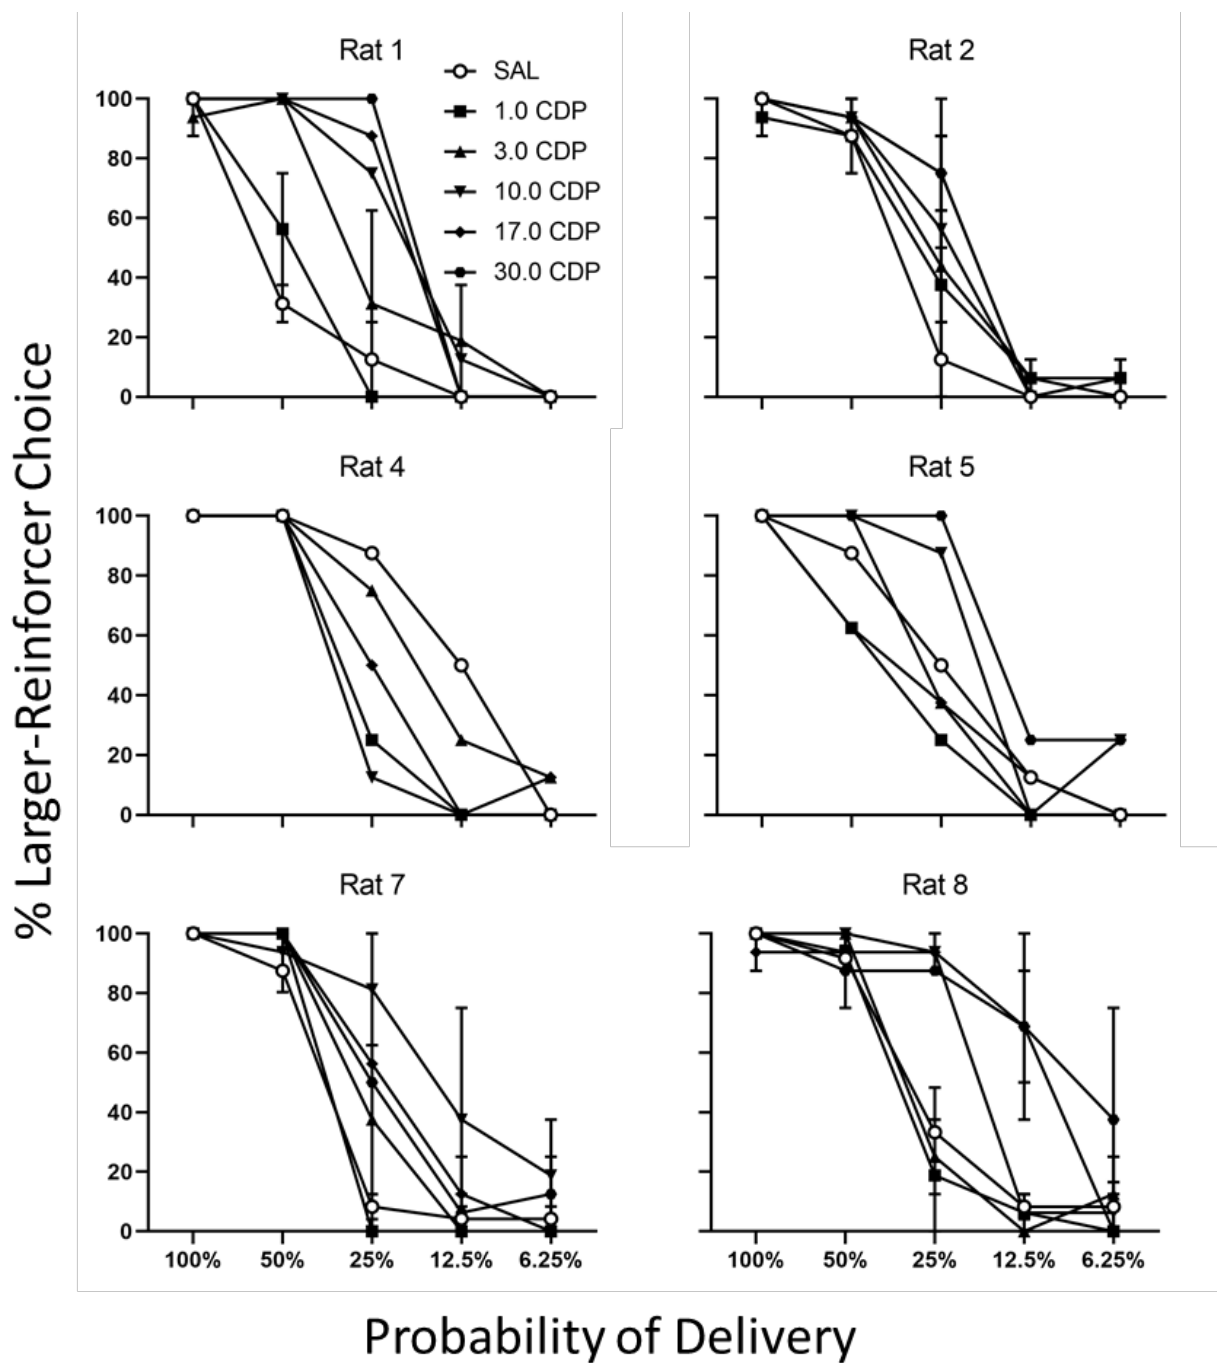 Rat 1
SAL
1.0 CDP
3.0 CDP
10.0 CDP
17.0 CDP
30.0 CDP
100
80
60
40
20
0
Rat 2
Rat 4
100
80
60
40
20
0
Rat 5
Rat 7
100
80
60
40
20
0
100% 50% 25% 12.5% 6.25%
Rat 8
100% 50% 25% 12.5% 6.25%
% Larger-Reinforcer Choice
Probability of Delivery